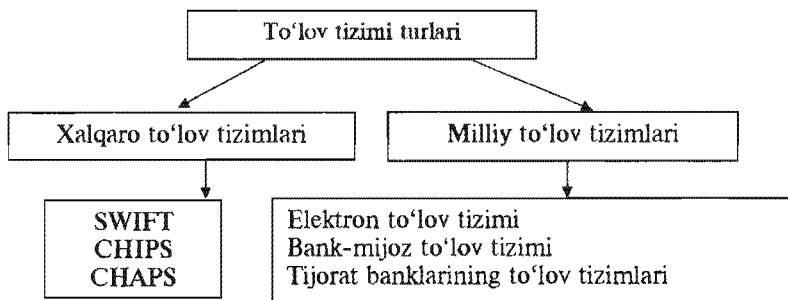 To‘lov tizimi turlari
Xalqaro to‘lov tizimlari
Milliy to‘lov tizimlari
SWIFT
CHIPS
CHAPS
Elektron to‘lov tizimi
Bank-mijoz to‘lov tizimi
Tijorat banklarining to‘lov tizimlari